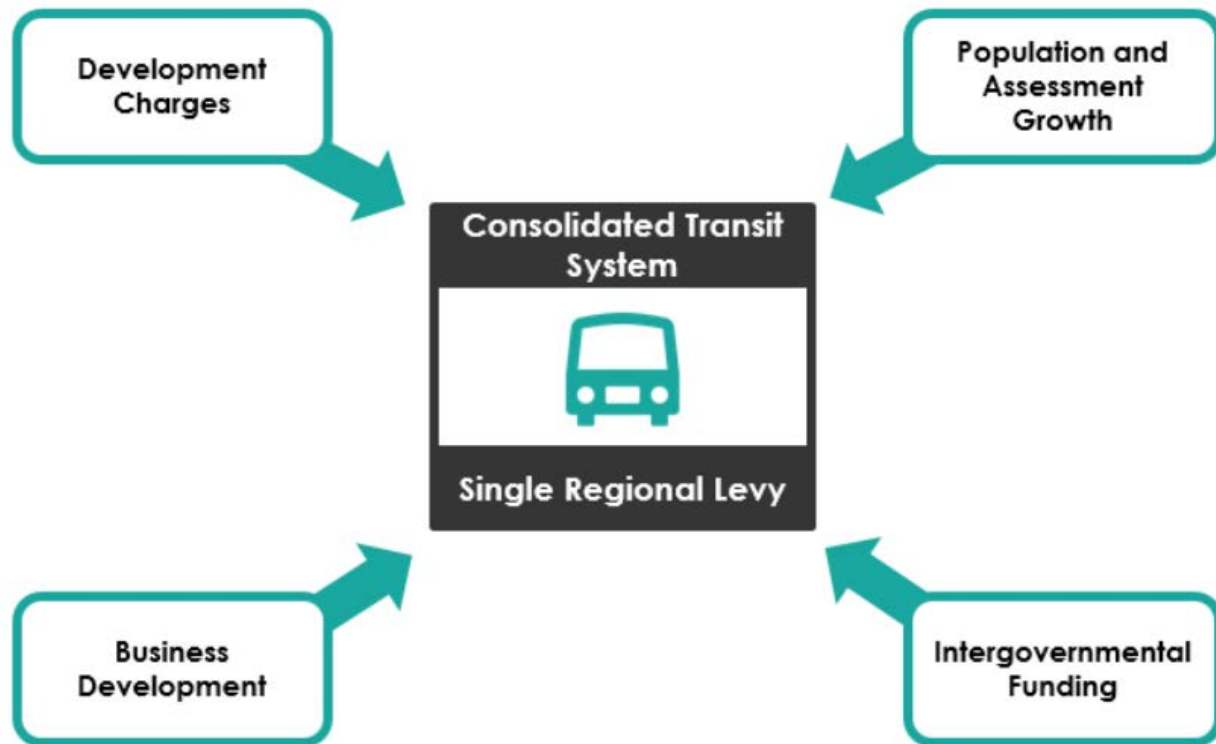 Development
Charges
Population and
Assessment
Growth
Consolidated Transit
System
Single Regional Levy
Business
Development
Intergovernmental
Funding